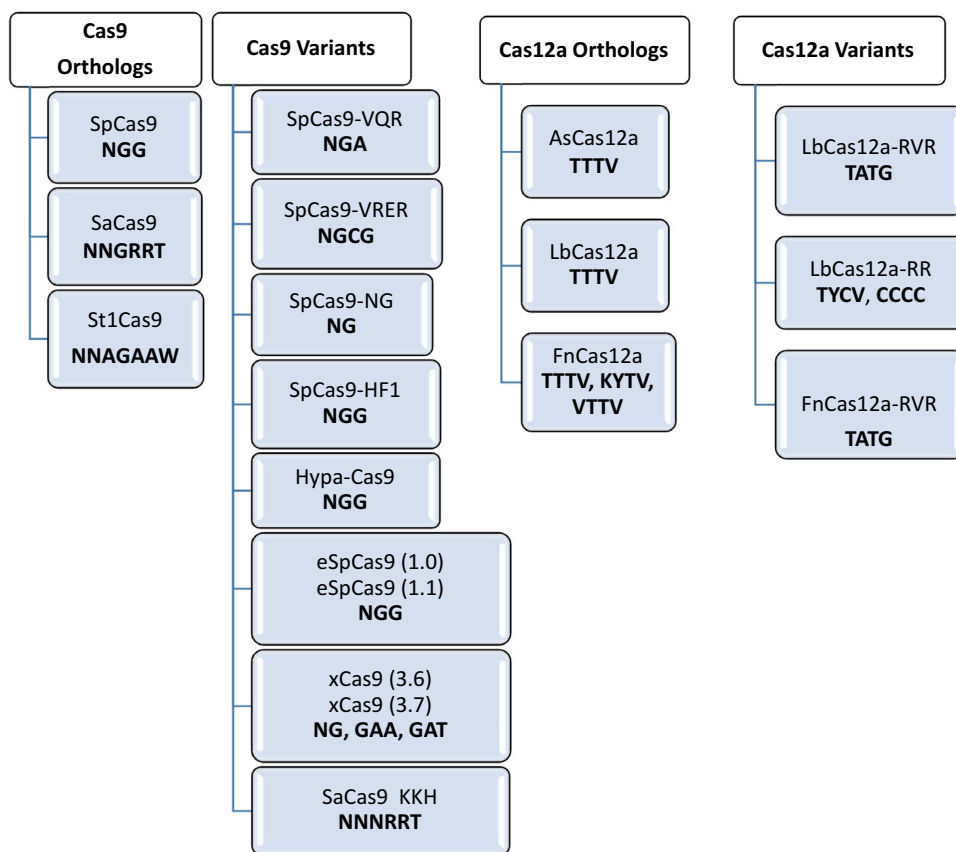 Cas9
Orthologs
SpCas9
NGG
SaCas9
NNGRRT
St1Cas9
NNAGAAW
Cas9 Variants
SpCas9-VQR
NGA
SpCas9-VRER
NGCG
SpCas9-NG
NG
SpCas9-HF1
NGG
Hypa-Cas9
NGG
eSpCas9 (1.0)
eSpCas9 (1.1)
NGG
xCas9 (3.6)
xCas9 (3.7)
NG, GAA, GAT
SaCas9 KKH
NNNRRT
Cas12a Orthologs
AsCas12a
TTTV
LbCas12a
TTTV
FnCas12a
TTTV, KYTV,
VTTV
Cas12a Variants
LbCas12a-RVR
TATG
LbCas12a-RR
TYCV, CCCC
FnCas12a-RVR
TATG